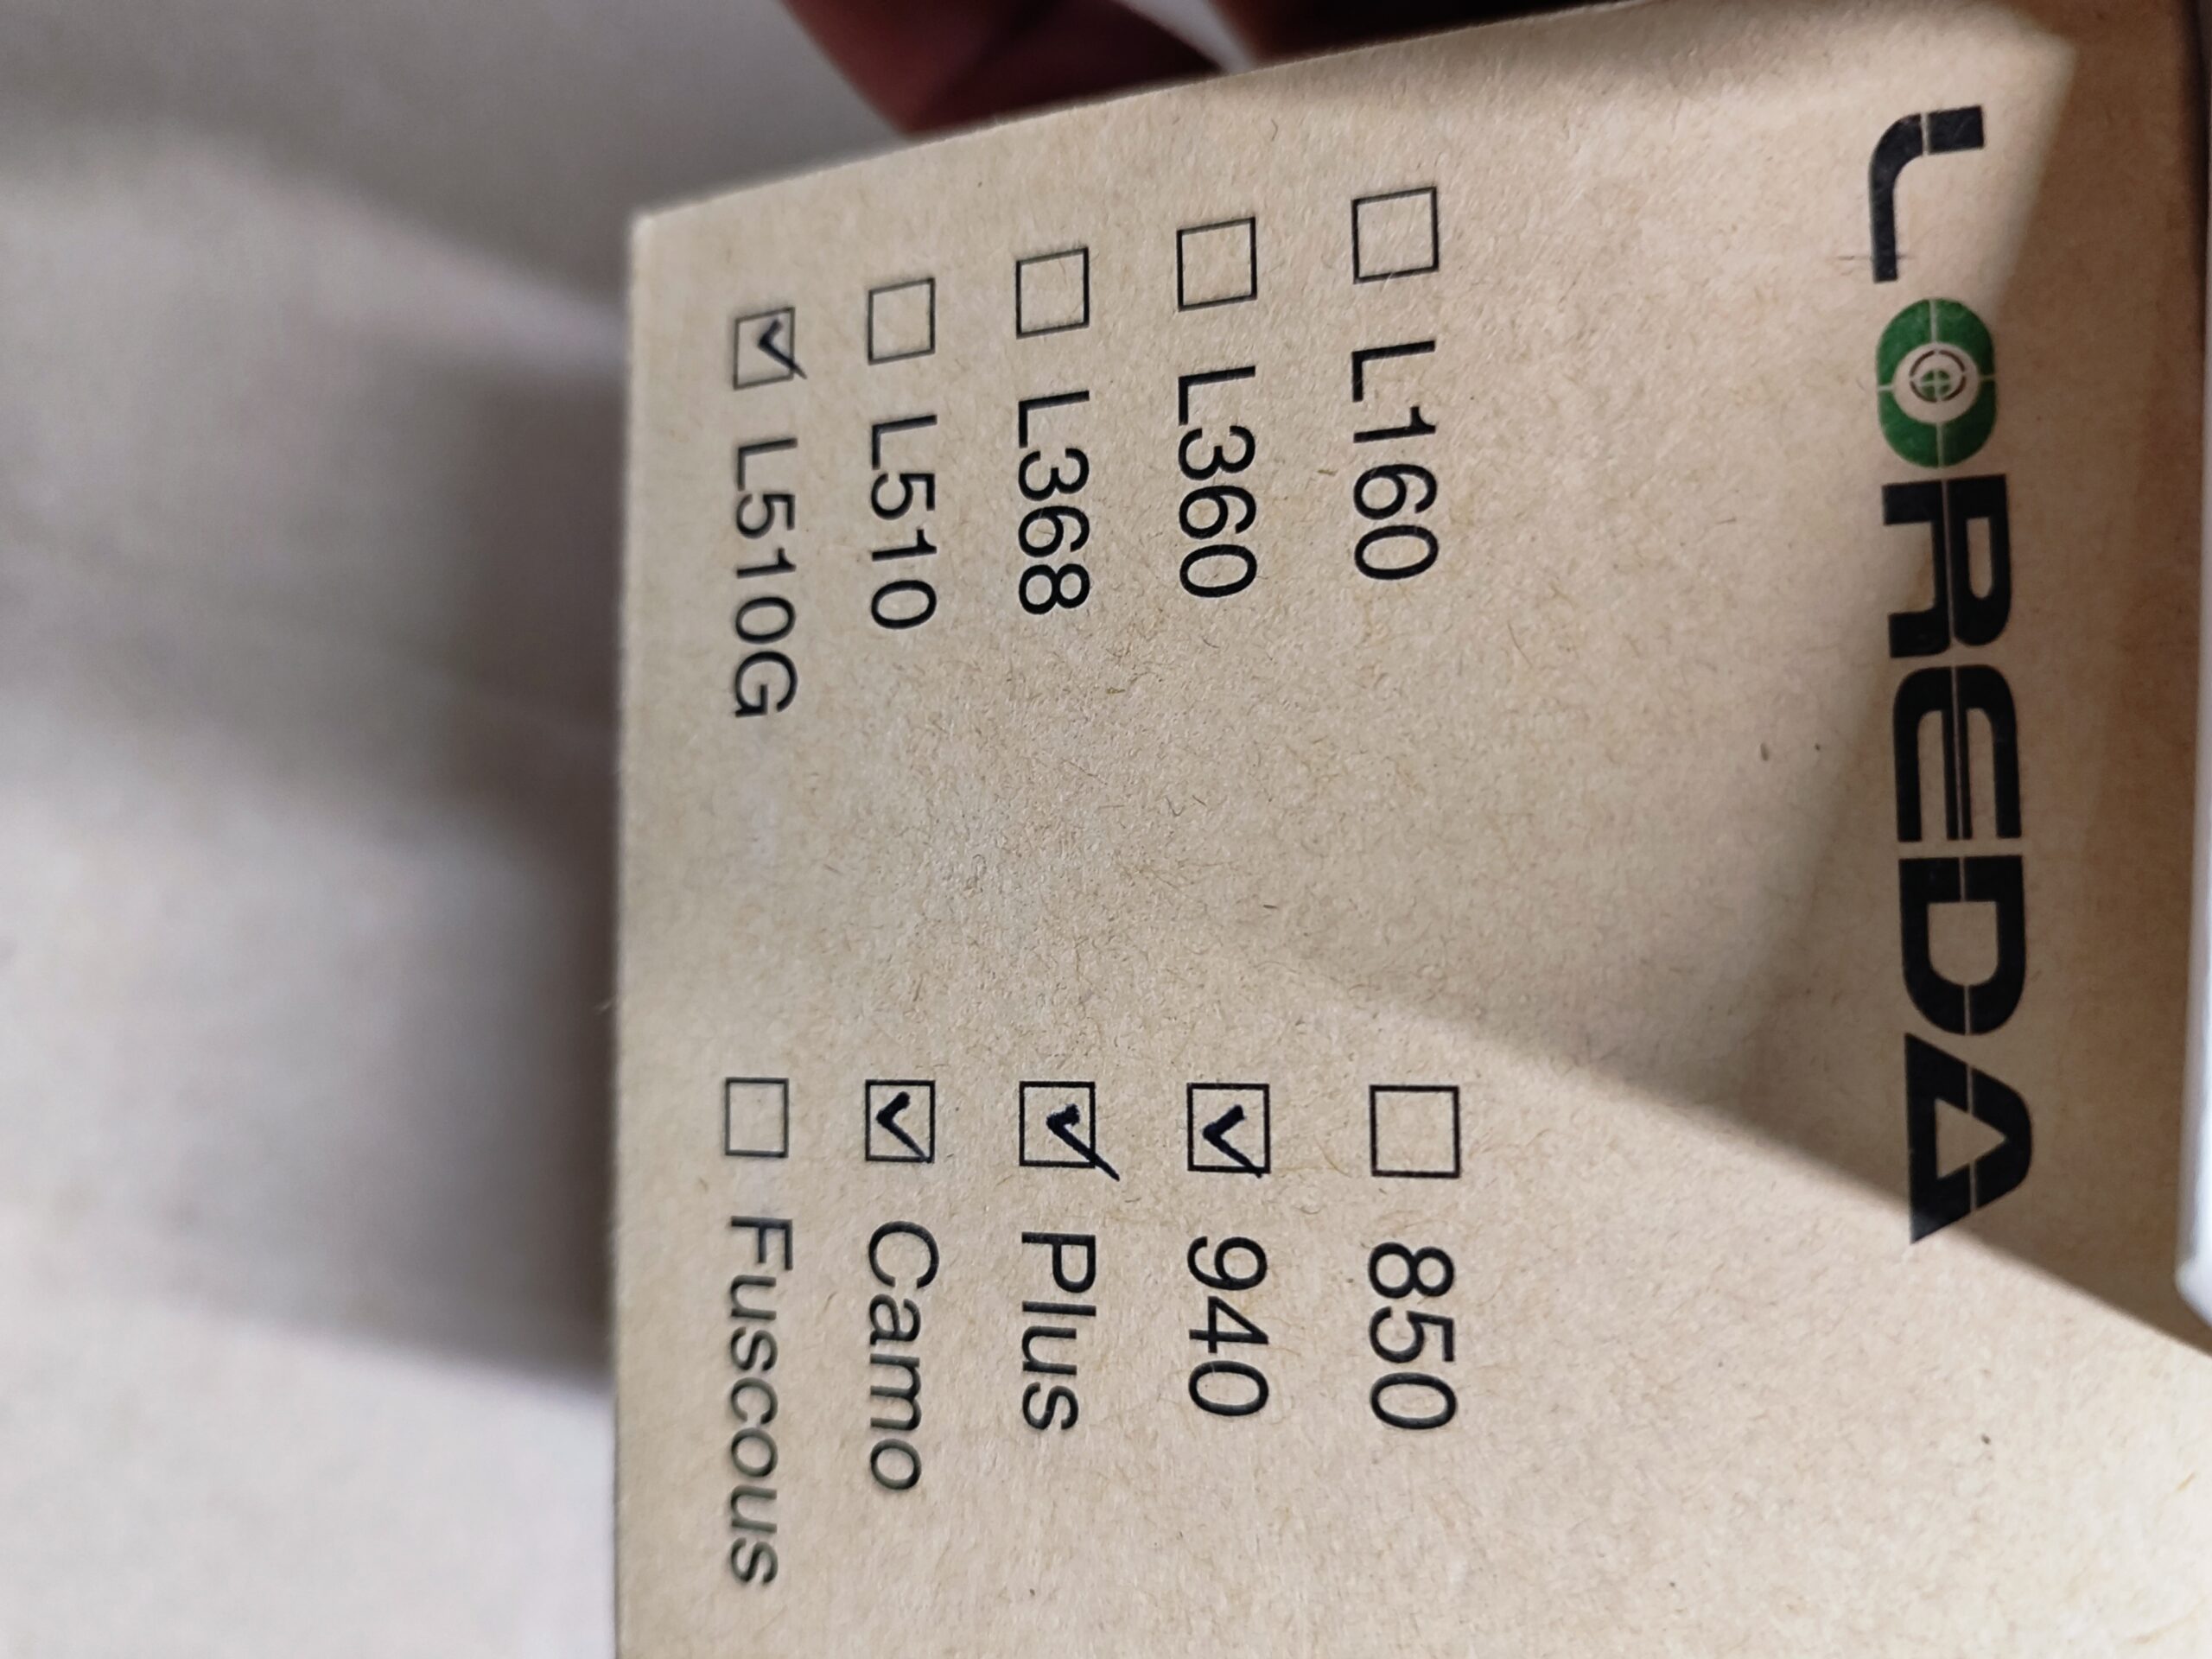 LOREDA
☐ L160 ☐ 850
☐ L360 ☑ 940
☐ L368 ☑ Plus
☐ L510 ☑ Camo
☑ L510G ☐ Fuscous